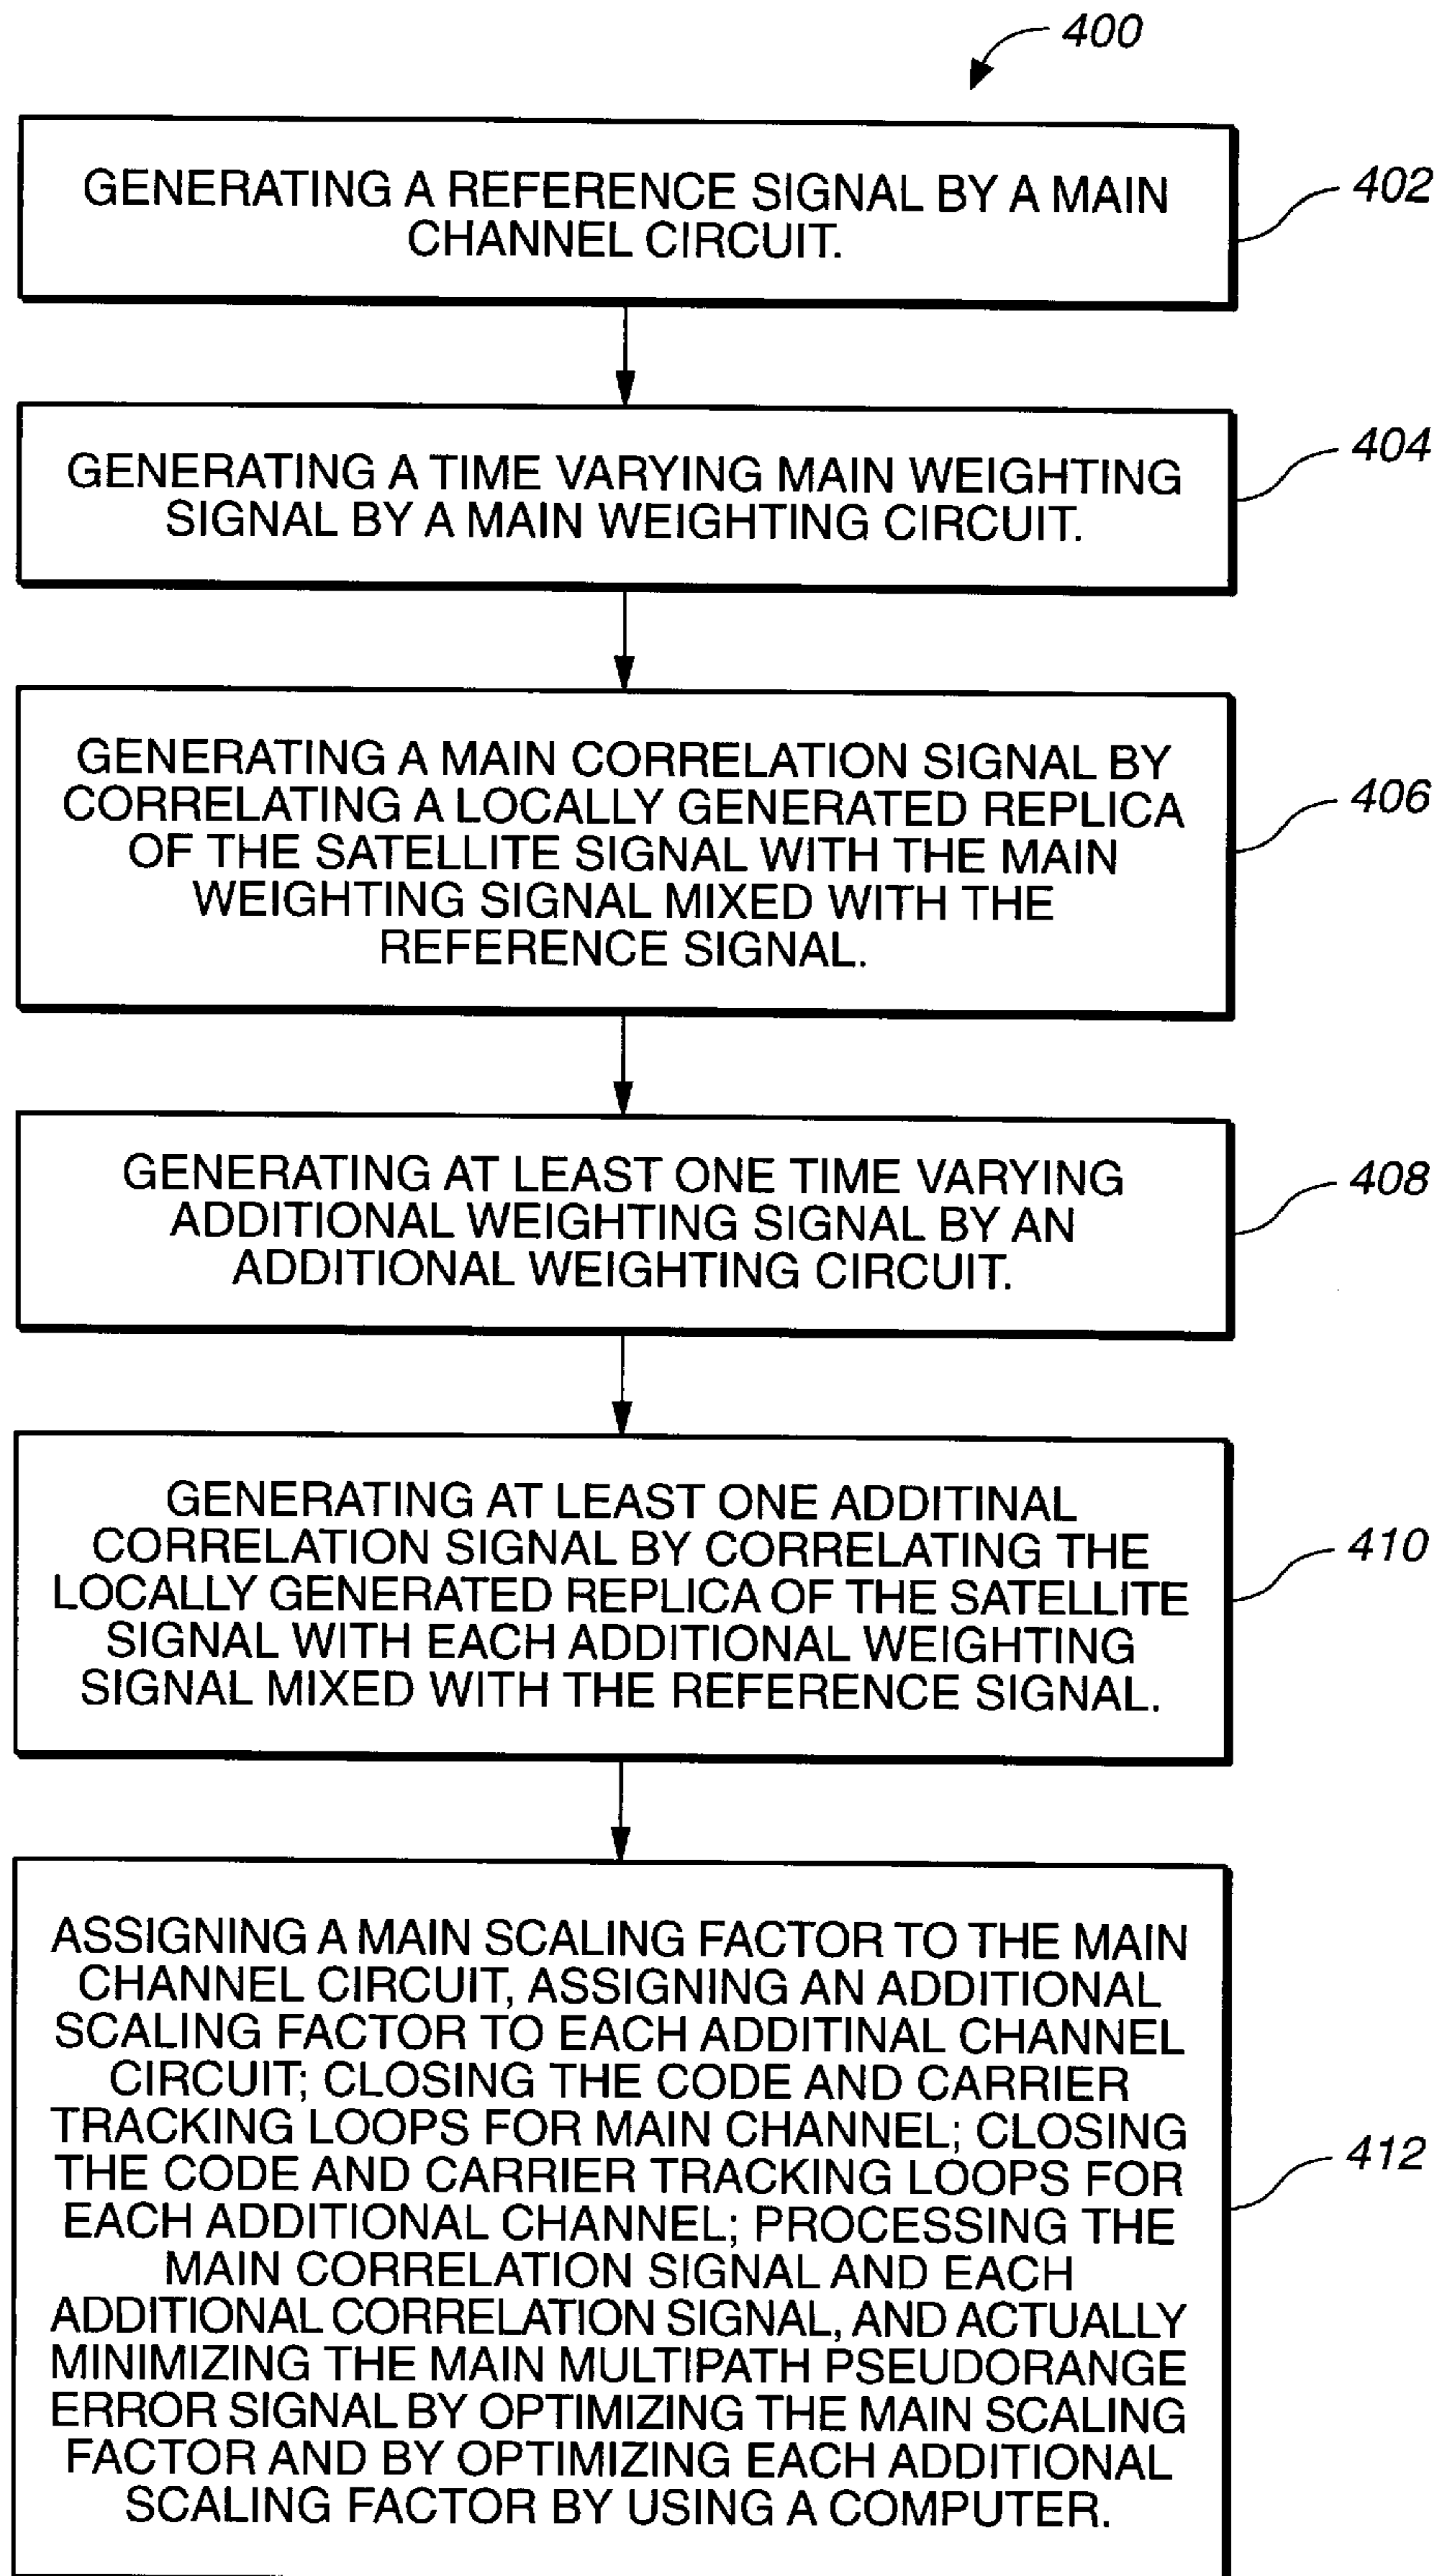 400
GENERATING A REFERENCE SIGNAL BY A MAIN
CHANNEL CIRCUIT.
402
GENERATING A TIME VARYING MAIN WEIGHTING
SIGNAL BY A MAIN WEIGHTING CIRCUIT.
404
GENERATING A MAIN CORRELATION SIGNAL BY
CORRELATING A LOCALLY GENERATED REPLICA
OF THE SATELLITE SIGNAL WITH THE MAIN
WEIGHTING SIGNAL MIXED WITH THE
REFERENCE SIGNAL.
406
GENERATING AT LEAST ONE TIME VARYING
ADDITIONAL WEIGHTING SIGNAL BY AN
ADDITIONAL WEIGHTING CIRCUIT.
408
GENERATING AT LEAST ONE ADDITINAL
CORRELATION SIGNAL BY CORRELATING THE
LOCALLY GENERATED REPLICA OF THE SATELLITE
SIGNAL WITH EACH ADDITIONAL WEIGHTING
SIGNAL MIXED WITH THE REFERENCE SIGNAL.
410
ASSIGNING A MAIN SCALING FACTOR TO THE MAIN
CHANNEL CIRCUIT, ASSIGNING AN ADDITIONAL
SCALING FACTOR TO EACH ADDITINAL CHANNEL
CIRCUIT; CLOSING THE CODE AND CARRIER
TRACKING LOOPS FOR MAIN CHANNEL; CLOSING
THE CODE AND CARRIER TRACKING LOOPS FOR
EACH ADDITIONAL CHANNEL; PROCESSING THE
MAIN CORRELATION SIGNAL AND EACH
ADDITIONAL CORRELATION SIGNAL, AND ACTUALLY
MINIMIZING THE MAIN MULTIPATH PSEUDORANGE
ERROR SIGNAL BY OPTIMIZING THE MAIN SCALING
FACTOR AND BY OPTIMIZING EACH ADDITIONAL
SCALING FACTOR BY USING A COMPUTER.
412